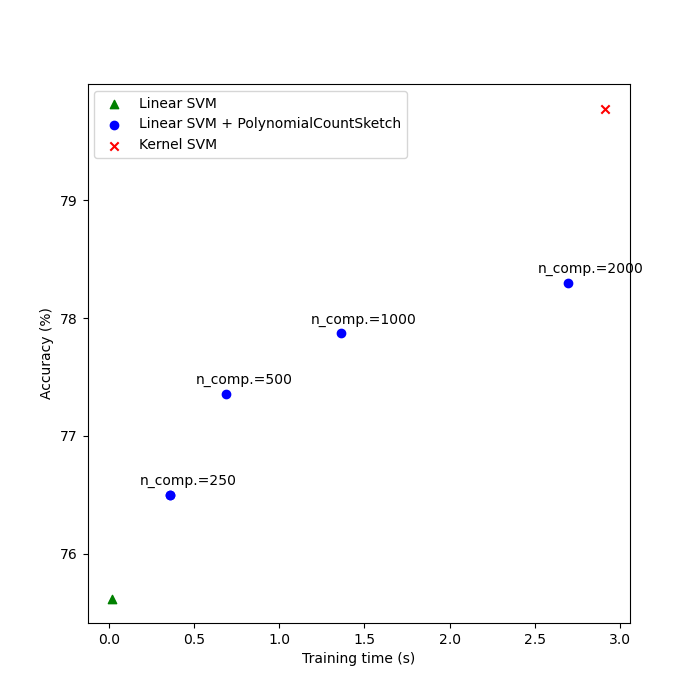 Linear SVM
Linear SVM + PolynomialCountSketch
Kernel SVM
79
n_comp.=2000
78
n_comp.=1000
n_comp.=500
77
n_comp.=250
76
Accuracy (%)
0.0 0.5 1.0 1.5 2.0 2.5 3.0
Training time (s)